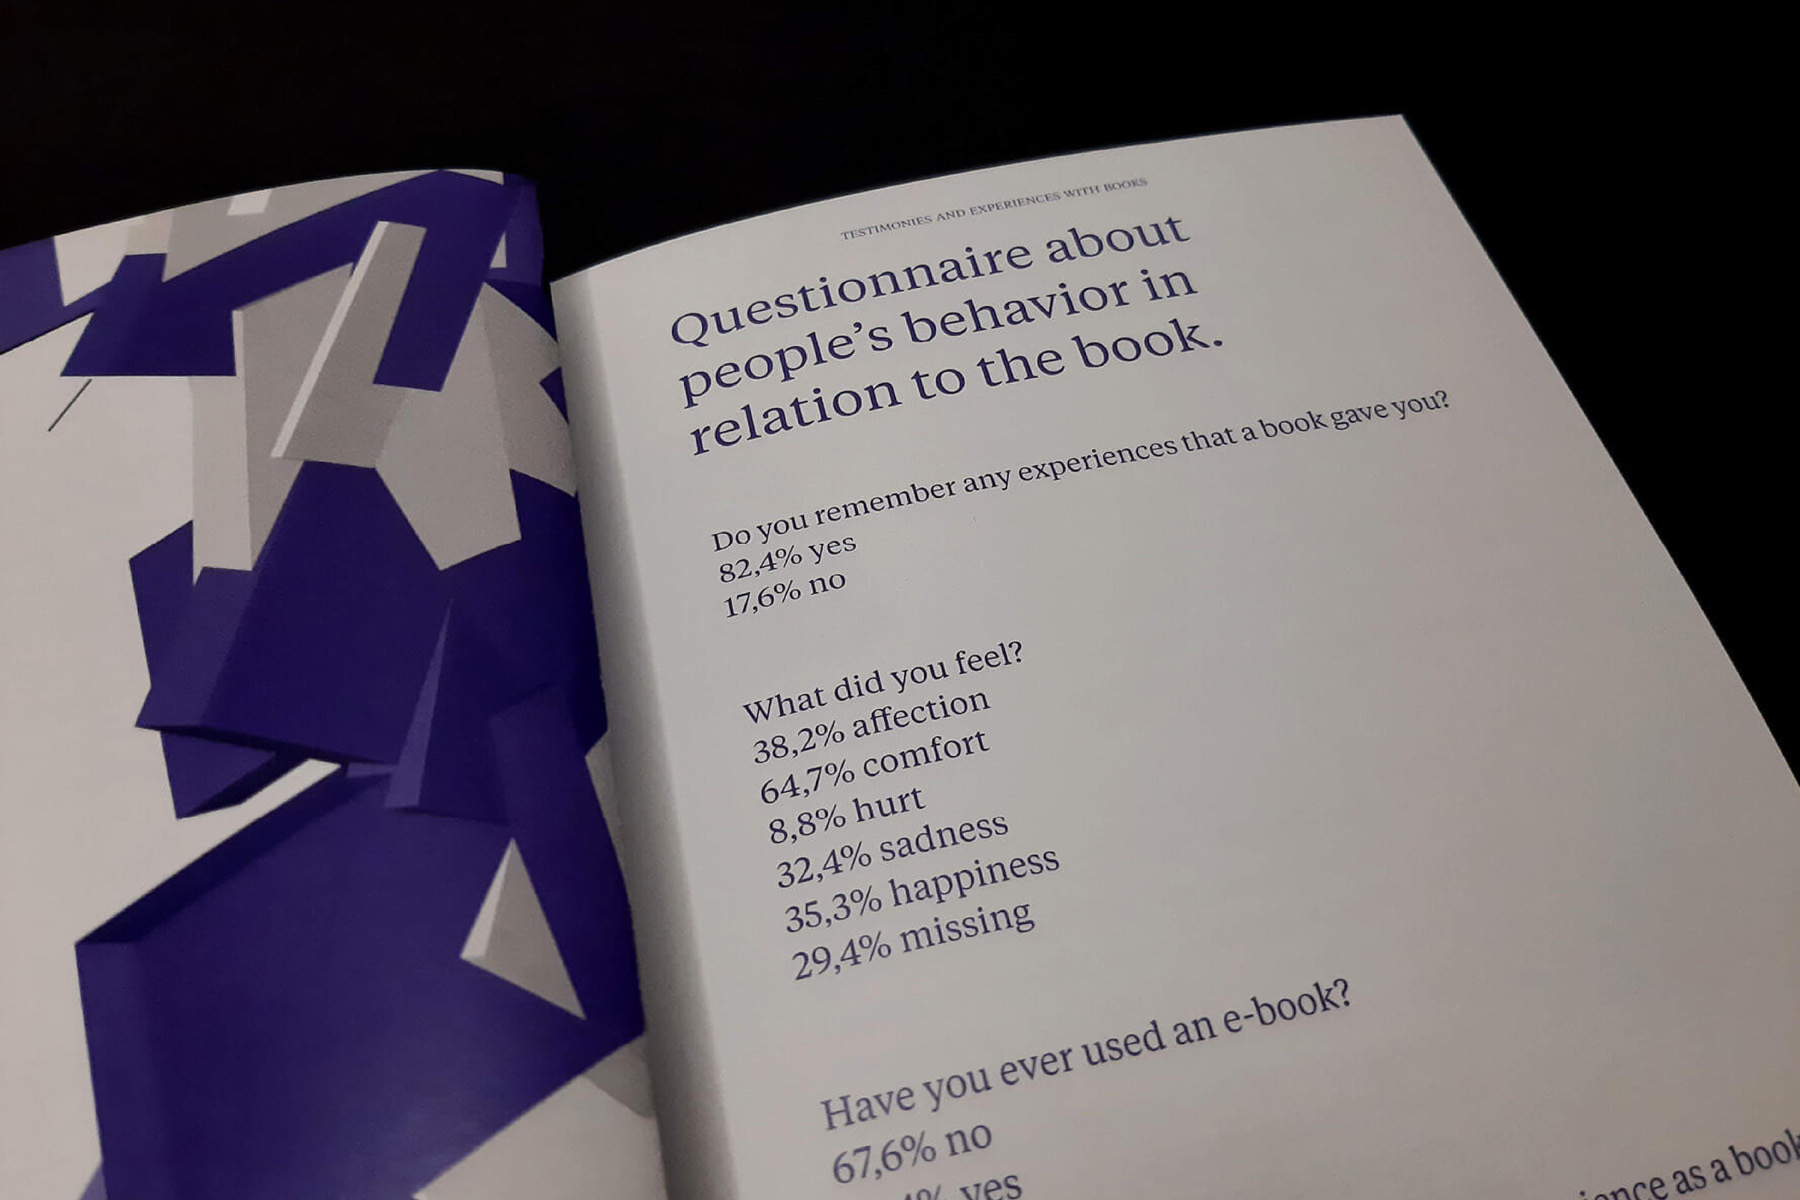 TESTIMONIES AND EXPERIENCES WITH BOOKS
Questionnaire about
people's behavior in
relation to the book.
Do you remember any experiences that a book gave you?
82,4% yes
17,6% no
What did you feel?
38,2% affection
64,7% comfort
8,8% hurt
32,4% sadness
35,3% happiness
29,4% missing
Have you ever used an e-book?
67,6% no
yes
as a book